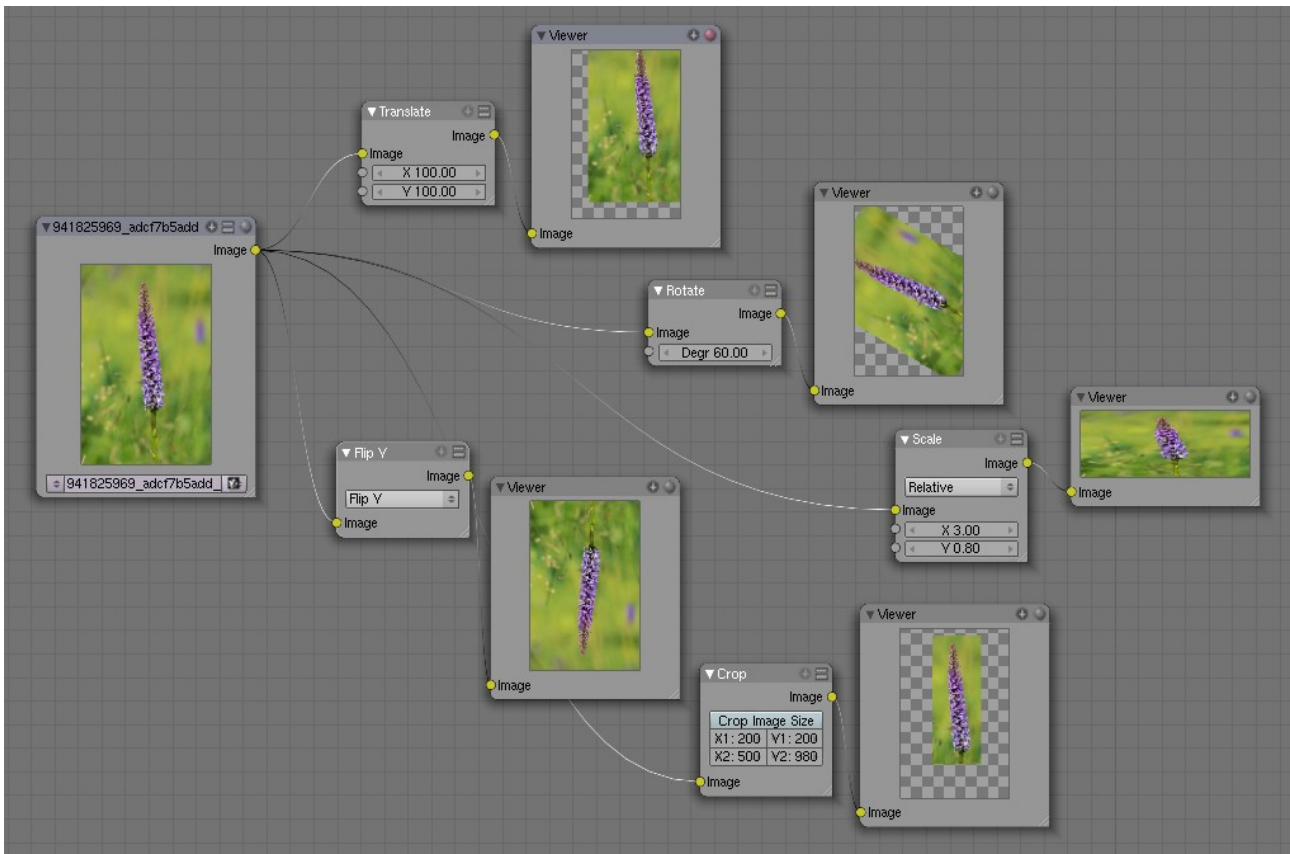 941825969_adcf7b5add
Image
941825969_adcf7b5add_
Translate
Image
Image
X 100.00
Y 100.00
Viewer
Image
Rotate
Image
Image
Degr 60.00
Viewer
Image
Flip Y
Image
Flip Y
Image
Viewer
Image
Scale
Image
Relative
Image
X 3.00
Y 0.80
Viewer
Image
Crop
Image
Crop Image Size
X1: 200 Y1: 200
X2: 500 Y2: 980
Image
Viewer
Image